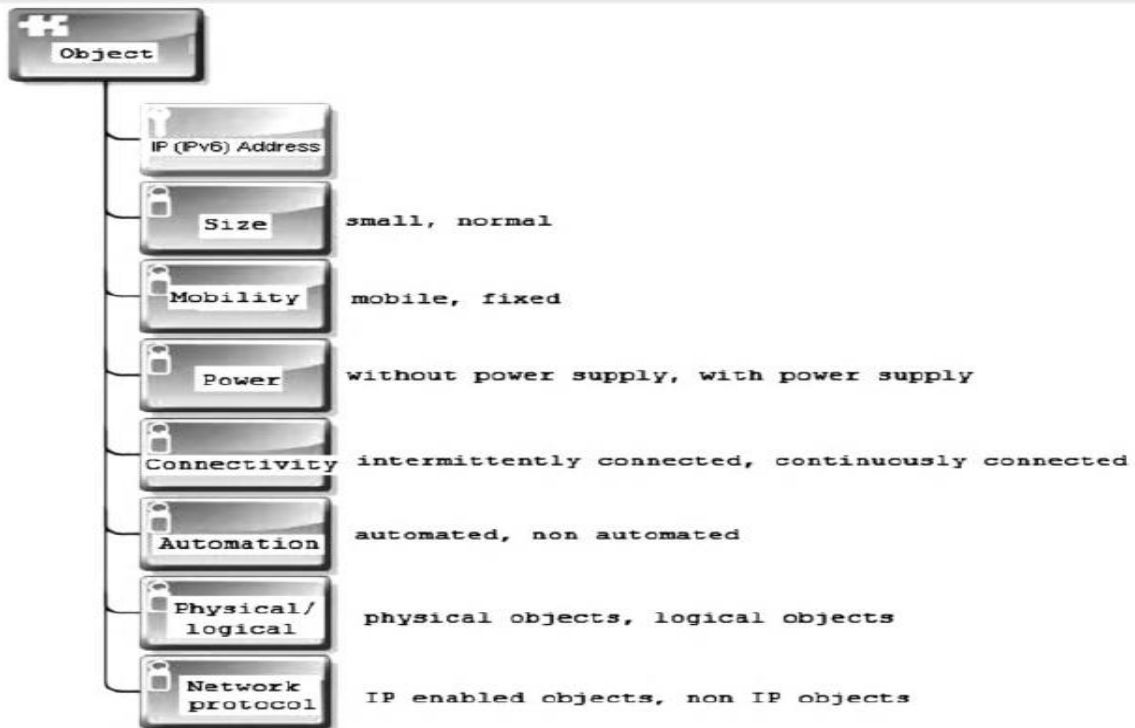 Object
IP (IPv6) Address
Size
small, normal
Mobility
mobile, fixed
Power
without power supply, with power supply
Connectivity
intermittently connected, continuously connected
Automation
automated, non automated
Physical/
logical
physical objects, logical objects
Network
protocol
IP enabled objects, non IP objects